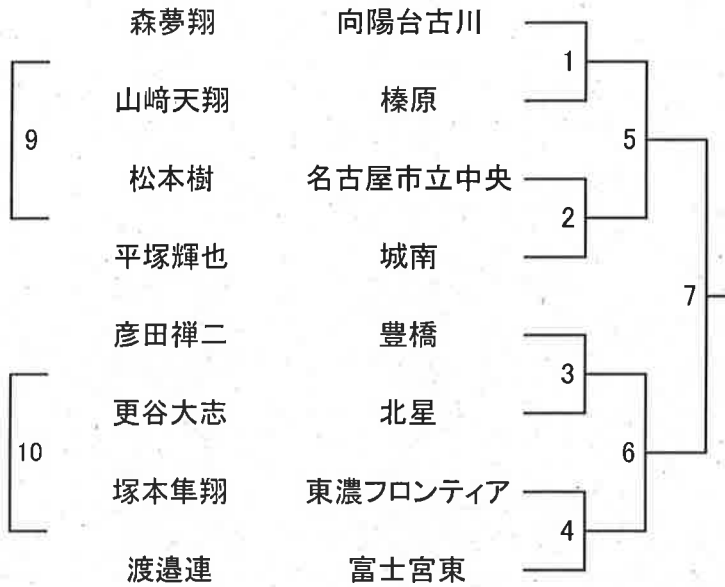 森夢翔 向陽台古川
1
山﨑天翔 榛原
9 5
松本樹 名古屋市立中央
2
平塚輝也 城南
7
彦田禅二 豊橋
3
更谷大志 北星
10 6
塚本隼翔 東濃フロンティア
4
渡邉連 富士宮東